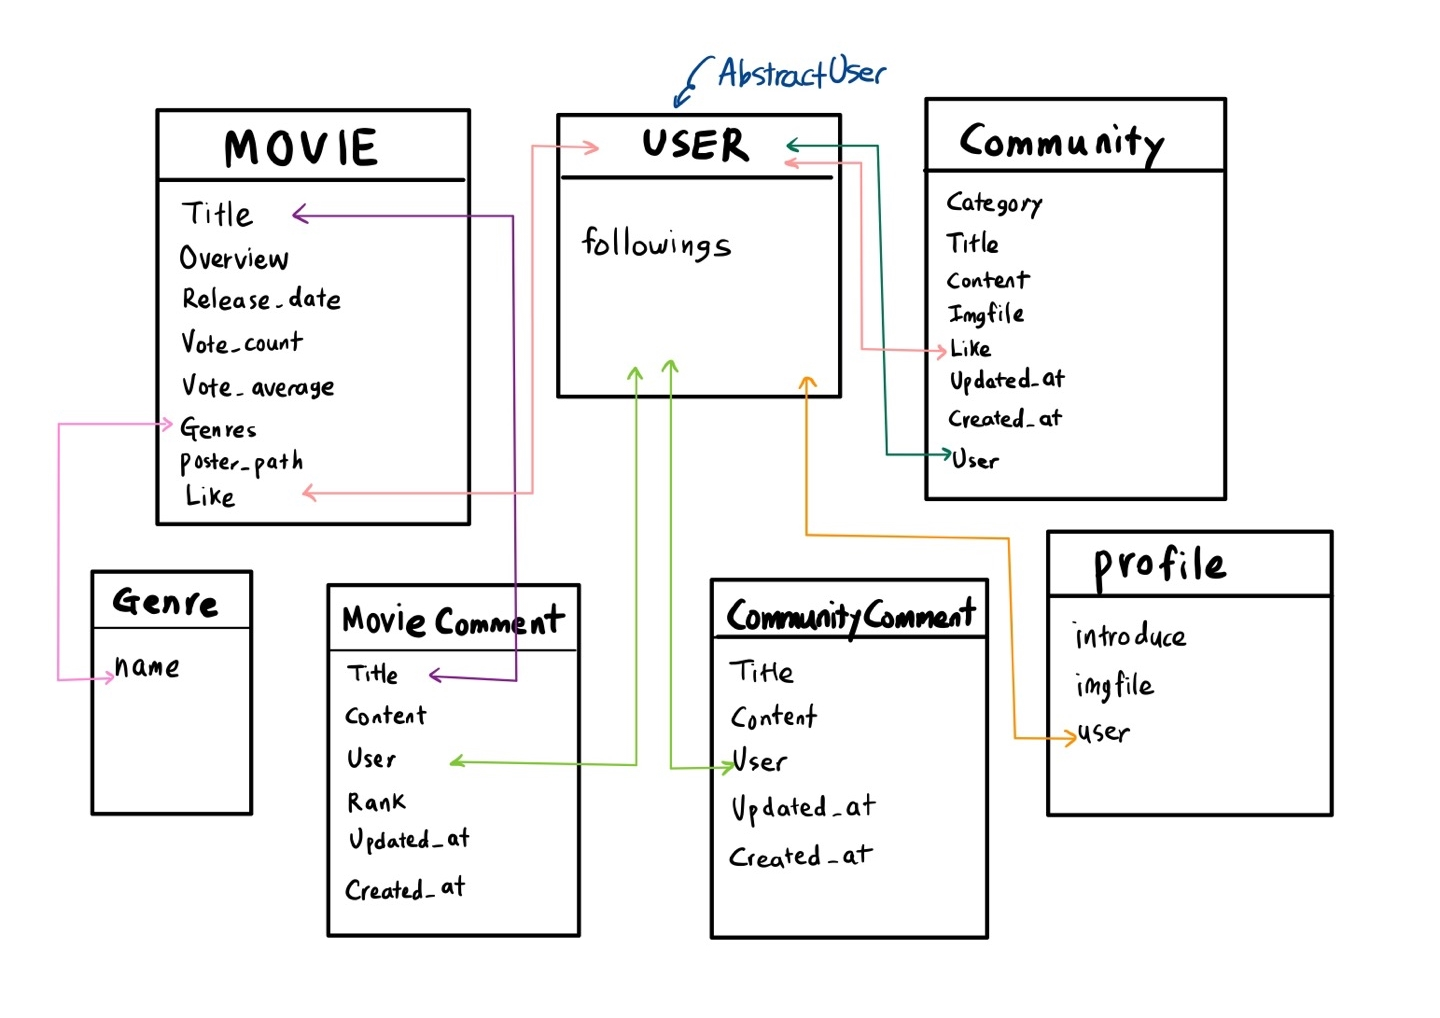 AbstractUser
MOVIE
Title
Overview
Release_date
Vote_count
Vote_average
Genres
Poster_path
Like
USER
followings
Community
Category
Title
Content
Imgfile
Like
Updated_at
Created_at
User
Genre
name
Movie Comment
Title
Content
User
Rank
Updated_at
Created_at
CommunityComment
Title
Content
User
Updated_at
Created_at
profile
introduce
imgfile
user